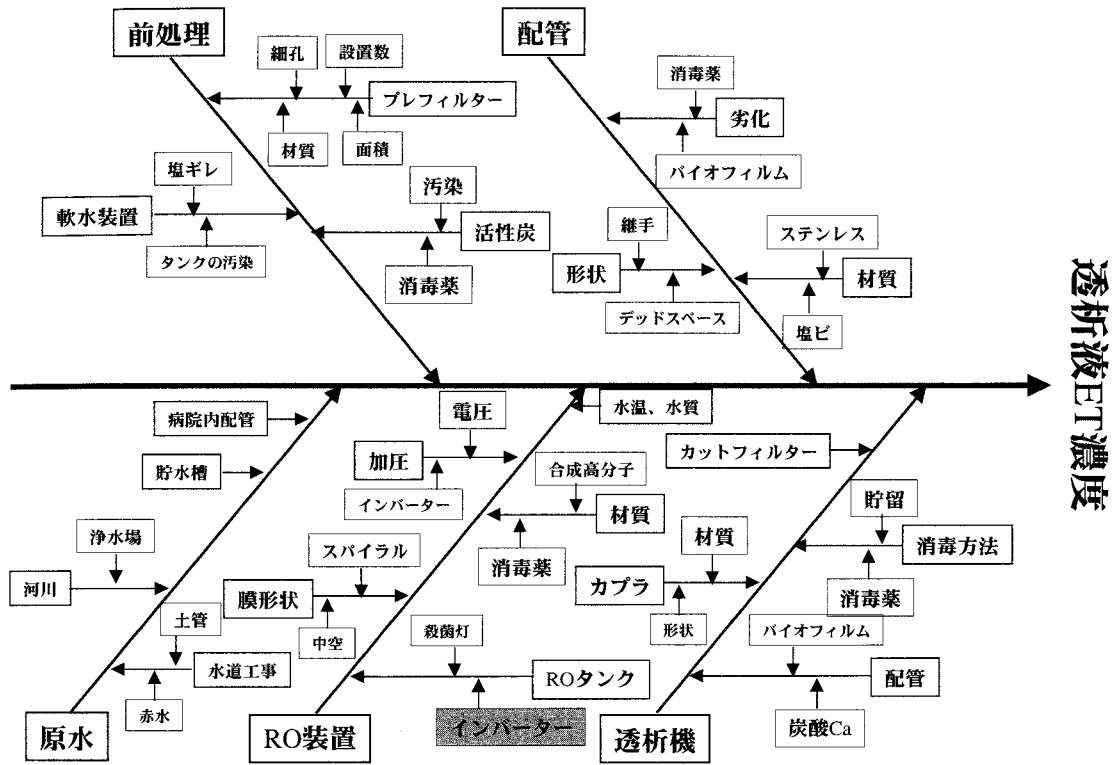 前処理
細孔
設置数
プレフィルター
材質
面積
塩ギレ
軟水装置
タンクの汚染
汚染
活性炭
消毒薬
配管
消毒薬
劣化
バイオフィルム
継手
形状
デッドスペース
ステンレス
材質
塩ビ
透析液ET濃度
病院内配管
貯水槽
浄水場
河川
土管
水道工事
赤水
原水
水温、水質
電圧
加圧
インバーター
合成高分子
材質
消毒薬
スパイラル
膜形状
中空
殺菌灯
ROタンク
インバーター
RO装置
カットフィルター
貯留
消毒方法
消毒薬
材質
カプラ
形状
バイオフィルム
配管
炭酸Ca
透析機